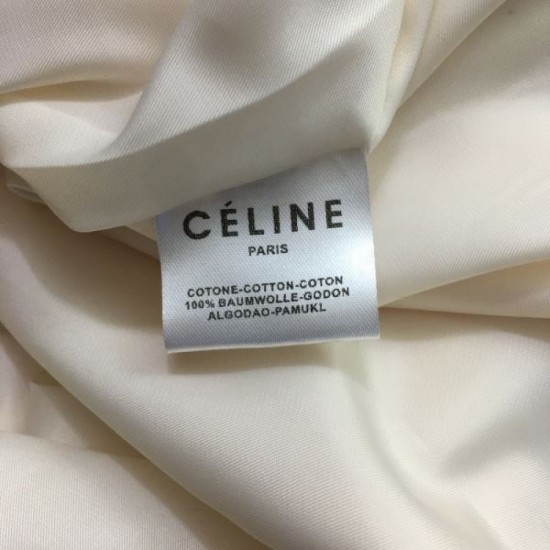 CÉLINE
PARIS
COTONE-COTTON-COTON
100% BAUMWOLLE-GODON
ALGODAO-PAMUKL